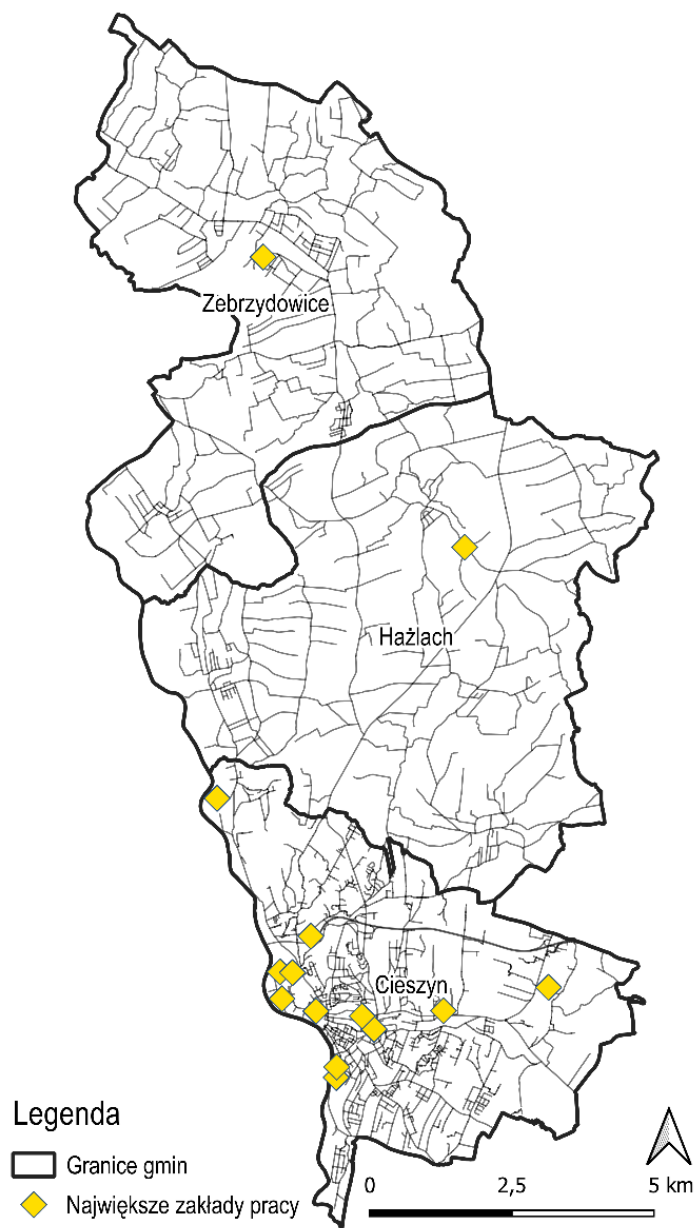 Zebrzydowice
Hażlach
Cieszyn
Legenda
Granice gmin
Największe zakłady pracy
0 2,5 5 km